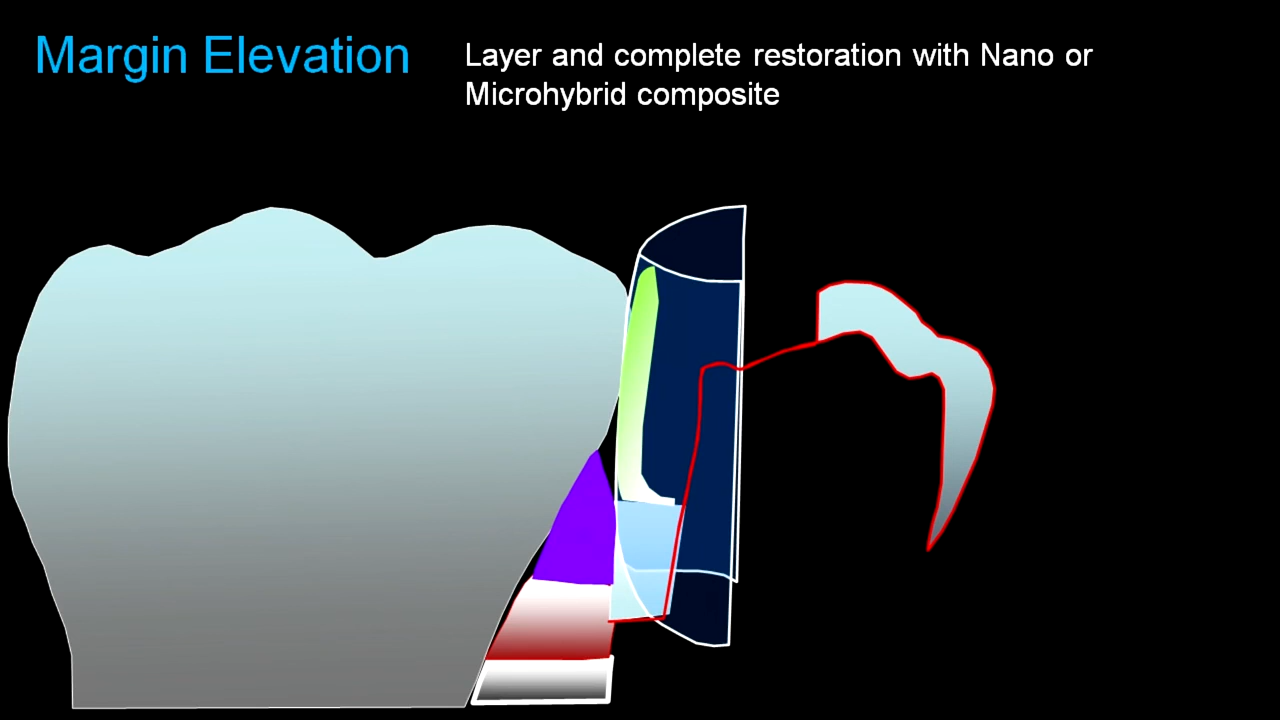 Margin Elevation
Layer and complete restoration with Nano or
Microhybrid composite